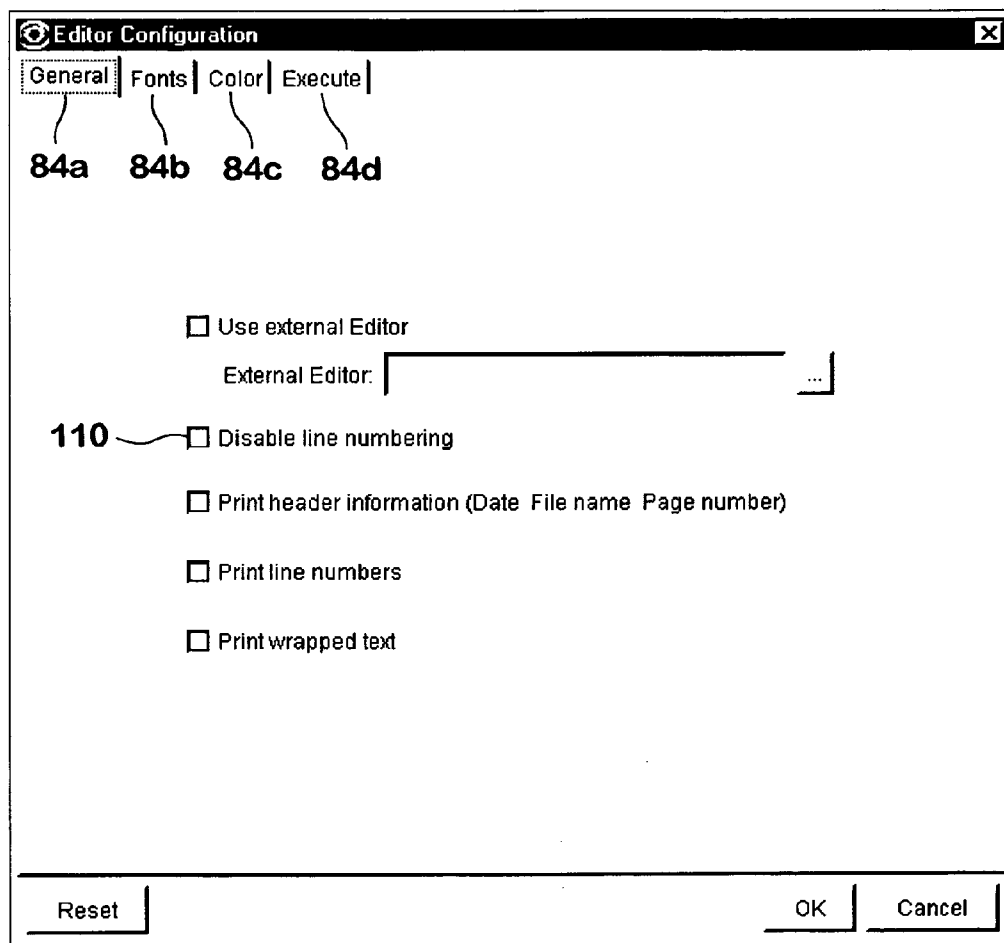 Editor Configuration
General Fonts Color Execute
84a 84b 84c 84d
Use external Editor
External Editor: ...
110 Disable line numbering
Print header information (Date File name Page number)
Print line numbers
Print wrapped text
Reset OK Cancel